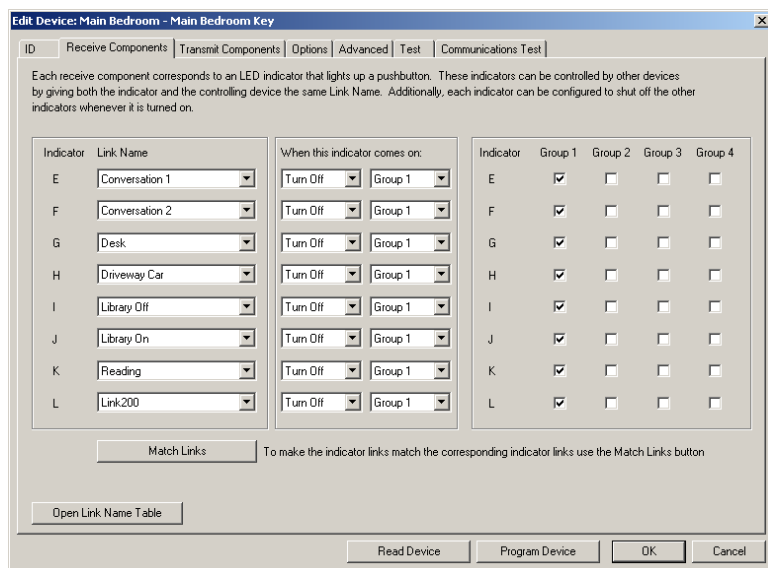 Edit Device: Main Bedroom - Main Bedroom Key
ID Receive Components Transmit Components Options Advanced Test Communications Test
Each receive component corresponds to an LED indicator that lights up a pushbutton. These indicators can be controlled by other devices
by giving both the indicator and the controlling device the same Link Name. Additionally, each indicator can be configured to shut off the other
indicators whenever it is turned on.
Indicator Link Name When this indicator comes on: Indicator Group 1 Group 2 Group 3 Group 4
E Conversation 1 Turn Off Group 1 E
F Conversation 2 Turn Off Group 1 F
G Desk Turn Off Group 1 G
H Driveway Car Turn Off Group 1 H
I Library Off Turn Off Group 1 I
J Library On Turn Off Group 1 J
K Reading Turn Off Group 1 K
L Link200 Turn Off Group 1 L
Match Links To make the indicator links match the corresponding indicator links use the Match Links button
Open Link Name Table
Read Device Program Device OK Cancel